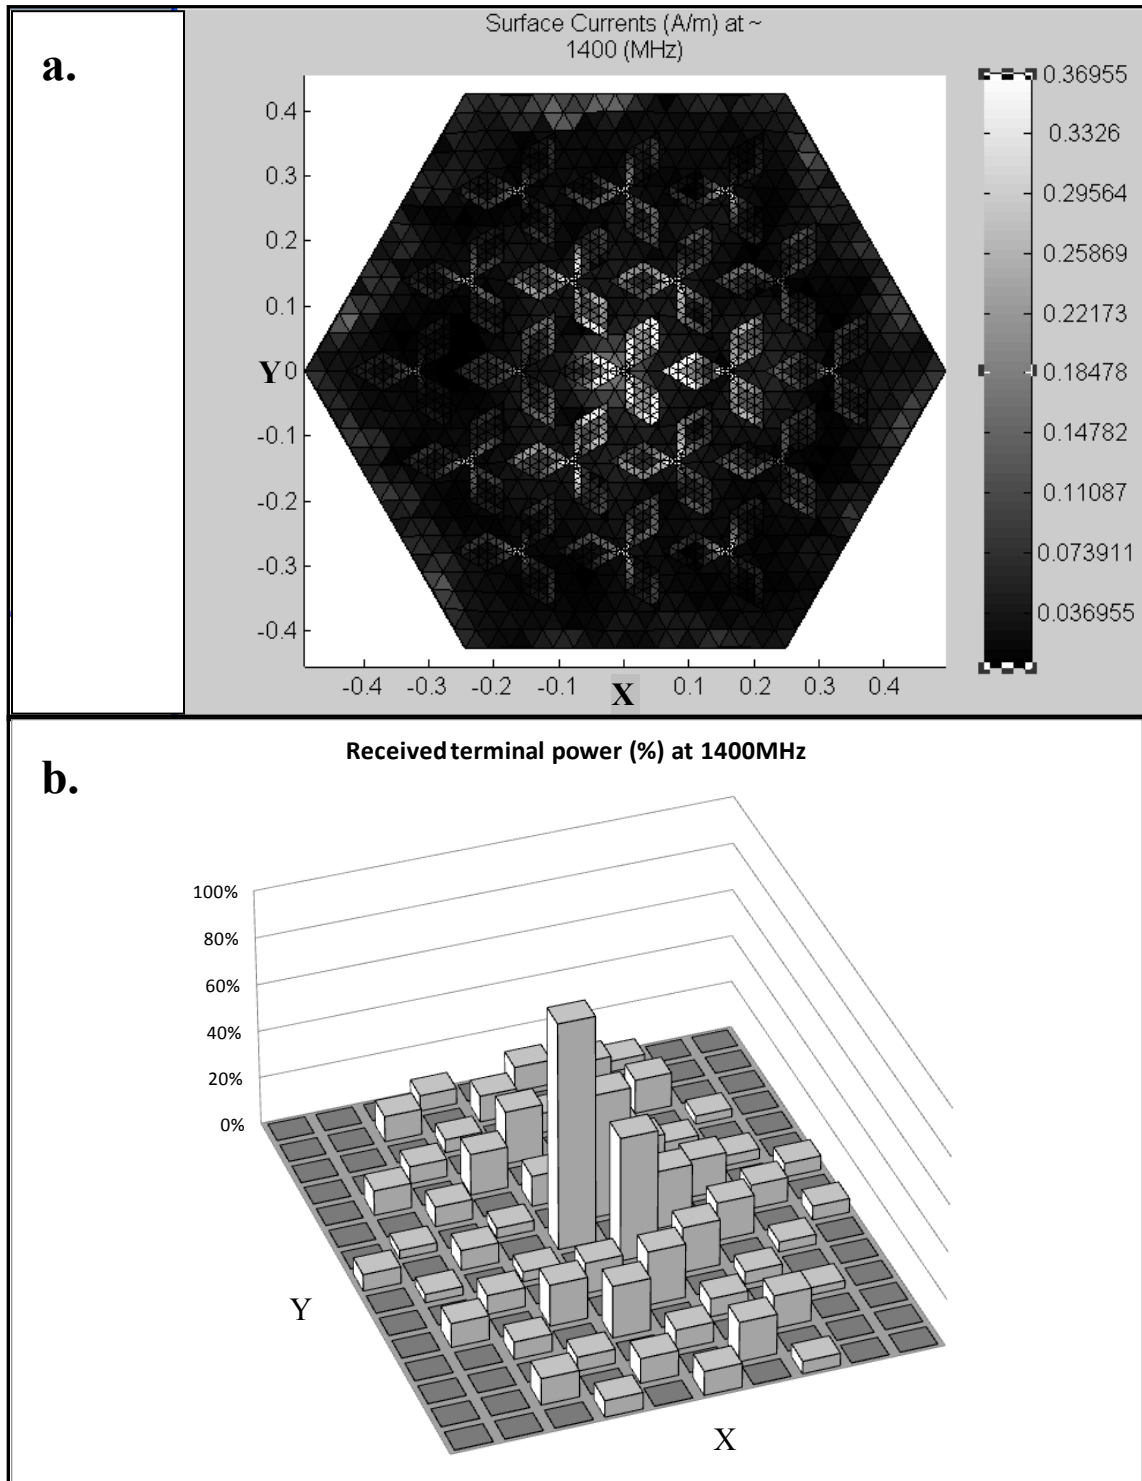 a.
Surface Currents (A/m) at ~
1400 (MHz)
0.4
0.3
0.2
0.1
Y 0
-0.1
-0.2
-0.3
-0.4
-0.4 -0.3 -0.2 -0.1 X 0.1 0.2 0.3 0.4
0.36955
0.3326
0.29564
0.25869
0.22173
0.18478
0.14782
0.11087
0.073911
0.036955
b.
Received terminal power (%) at 1400MHz
100%
80%
60%
40%
20%
0%
Y
X